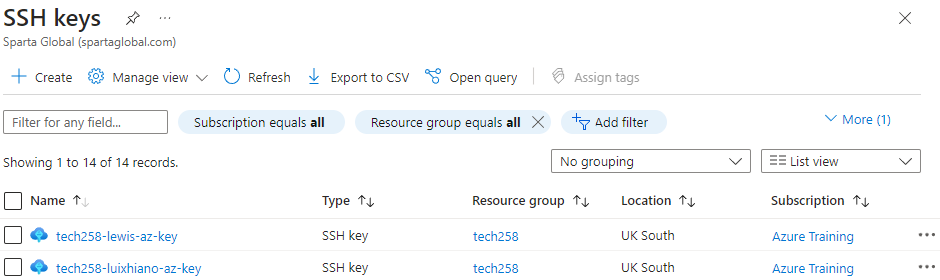 SSH keys
Sparta Global (spartaglobal.com)
Create Manage view Refresh Export to CSV Open query Assign tags
Filter for any field... Subscription equals all Resource group equals all Add filter More (1)
Showing 1 to 14 of 14 records. No grouping List view
Name Type Resource group Location Subscription
tech258-lewis-az-key SSH key tech258 UK South Azure Training
tech258-luixhiano-az-key SSH key tech258 UK South Azure Training